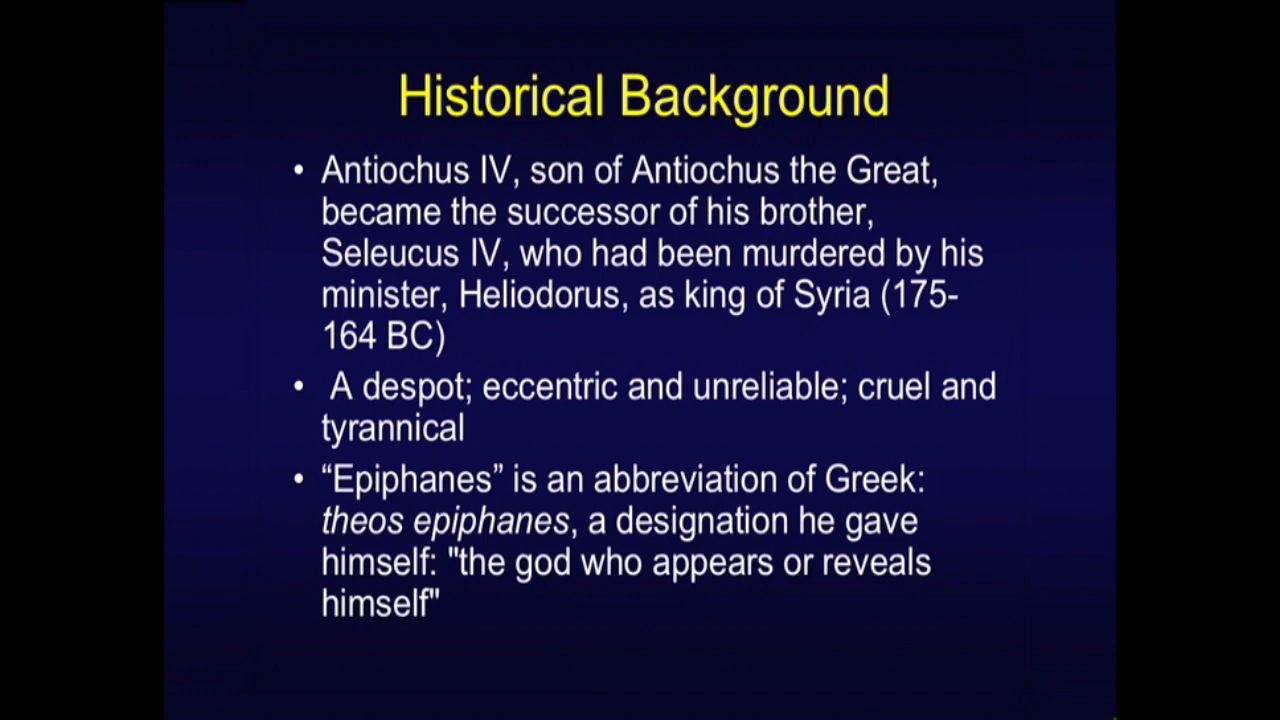 Historical Background
• Antiochus IV, son of Antiochus the Great,
became the successor of his brother,
Seleucus IV, who had been murdered by his
minister, Heliodorus, as king of Syria (175-
164 BC)
• A despot; eccentric and unreliable; cruel and
tyrannical
• “Epiphanes” is an abbreviation of Greek:
theos epiphanes, a designation he gave
himself: "the god who appears or reveals
himself"